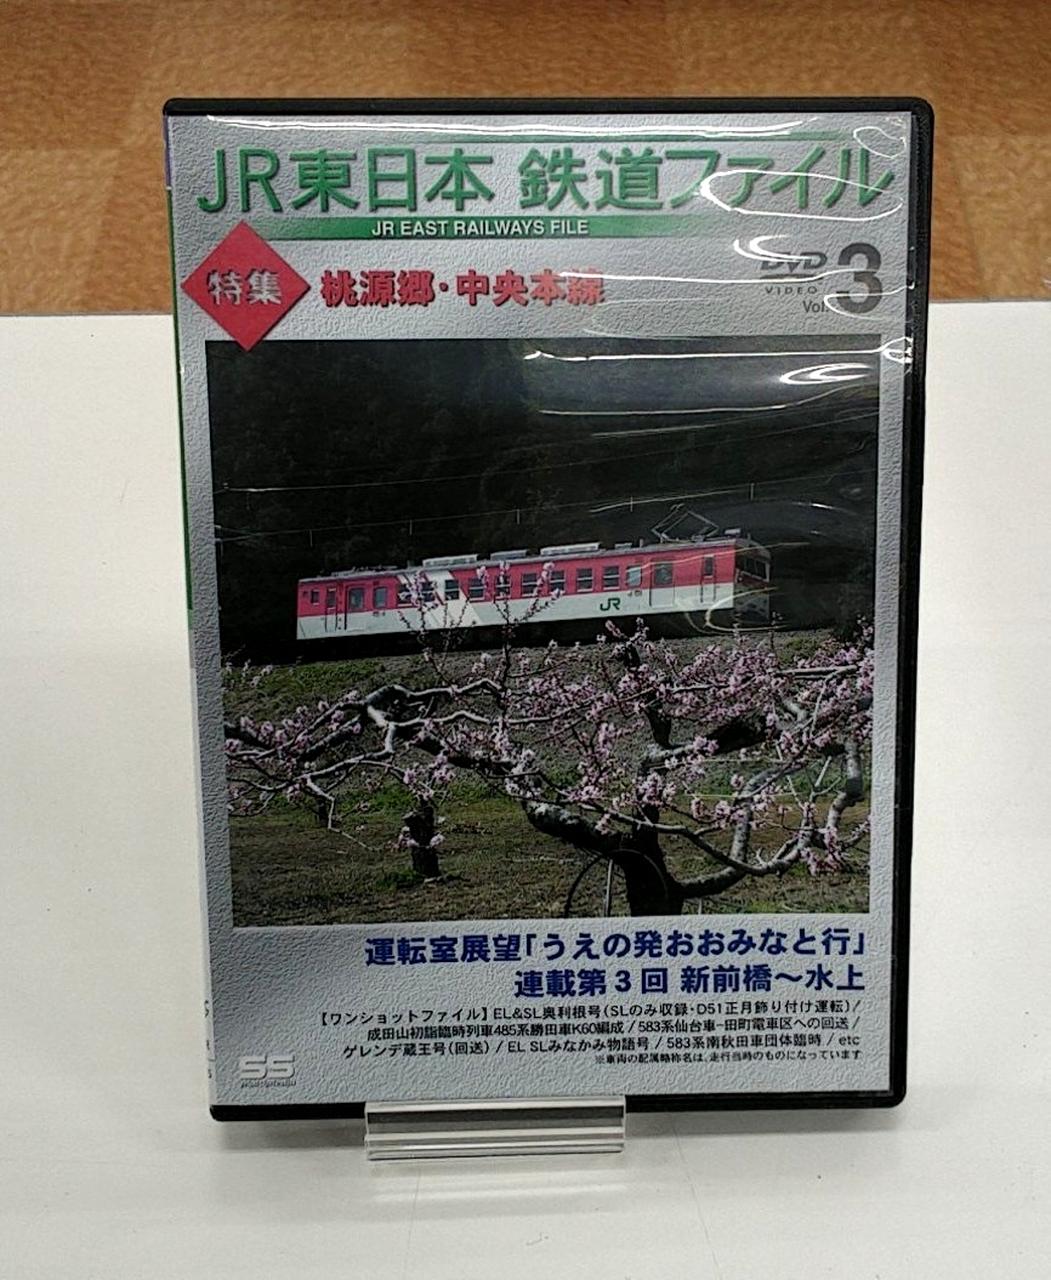 JR東日本 鉄道ファイル
JR EAST RAILWAYS FILE
特集 桃源郷・中央本線
DVD
VIDEO
Vol.3
JR
運転室展望「うえの発おおみなと行」
連載第3回 新前橋～水上
【ワンショットファイル】EL&SL奥利根号(SLのみ収録・D51正月飾り付け運転)/
成田山初詣臨時列車485系勝田車K60編成/583系仙台車-田町電車区への回送/
ゲレンデ蔵王号(回送)/EL SLみなかみ物語号/583系南秋田車団体臨時/etc
※車両の配属略称名は、走行当時のものになっています
SS